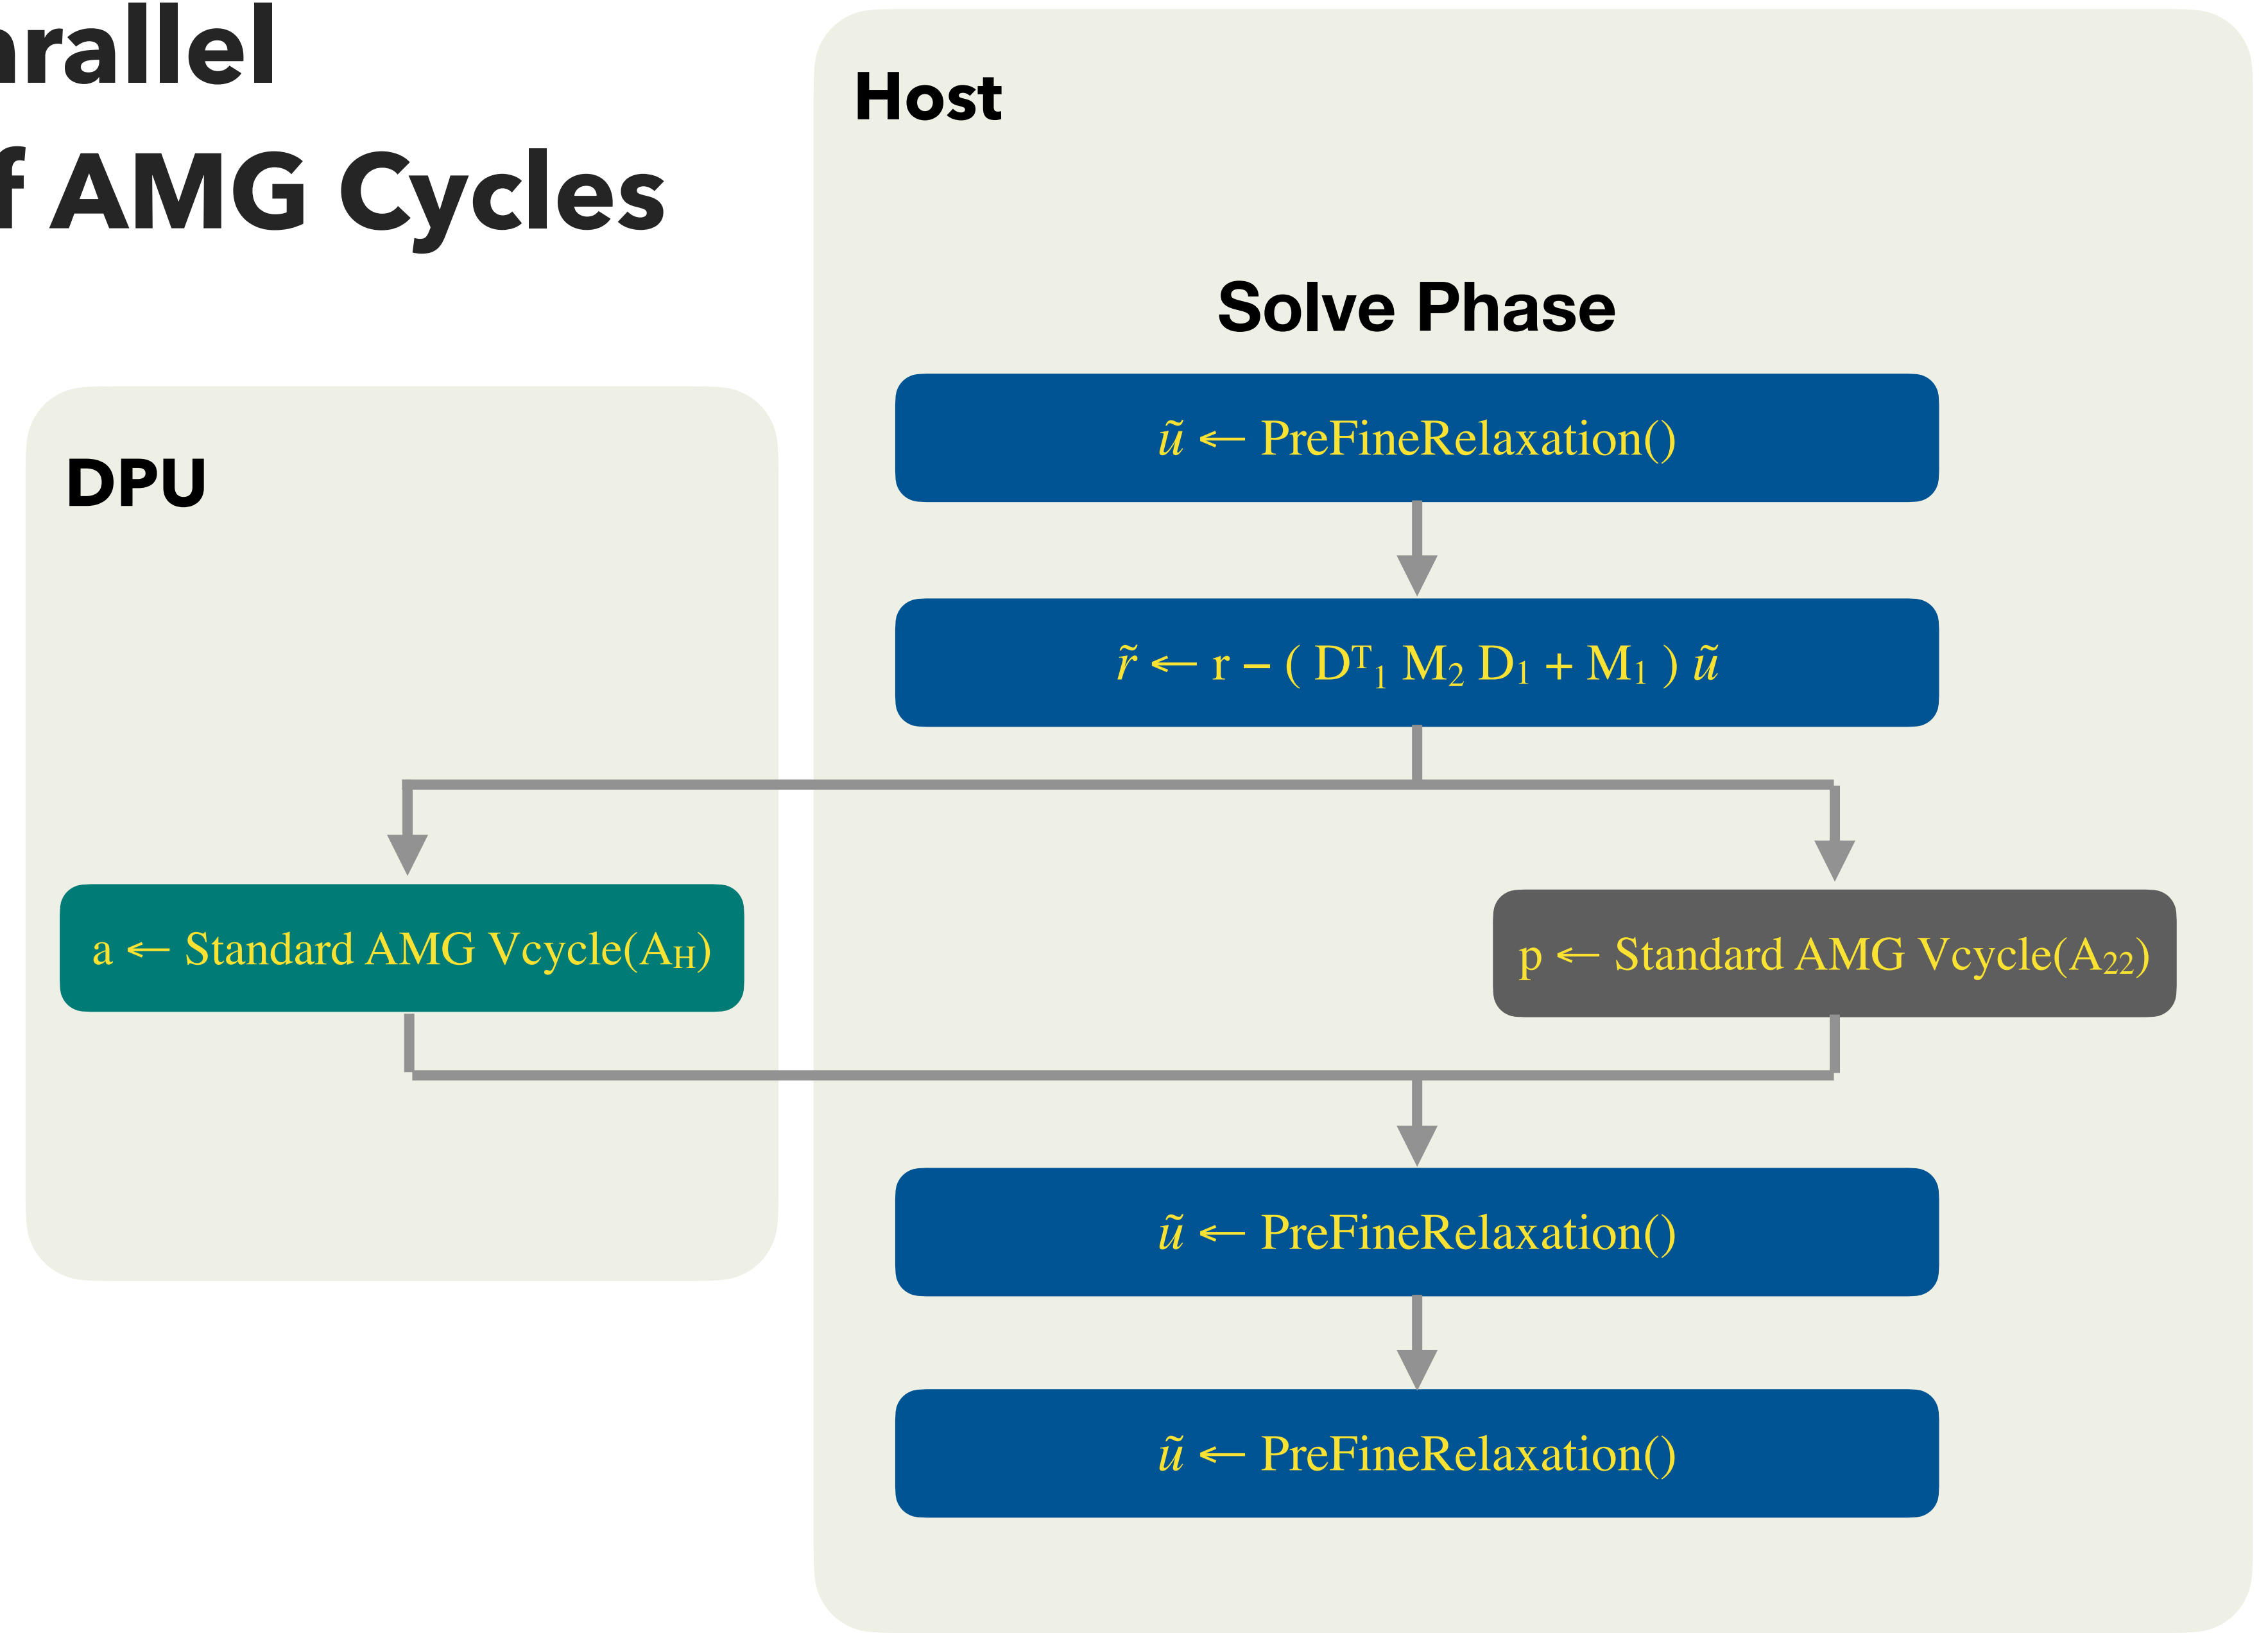 rallel
f AMG Cycles
Host
Solve Phase
ũ ← PreFineRelaxation()
r̃ ← r − ( Dᵀ₁ M₂ D₁ + M₁ ) ũ
DPU
a ← Standard AMG Vcycle(A_H)
p ← Standard AMG Vcycle(A₂₂)
ũ ← PreFineRelaxation()
ũ ← PreFineRelaxation()